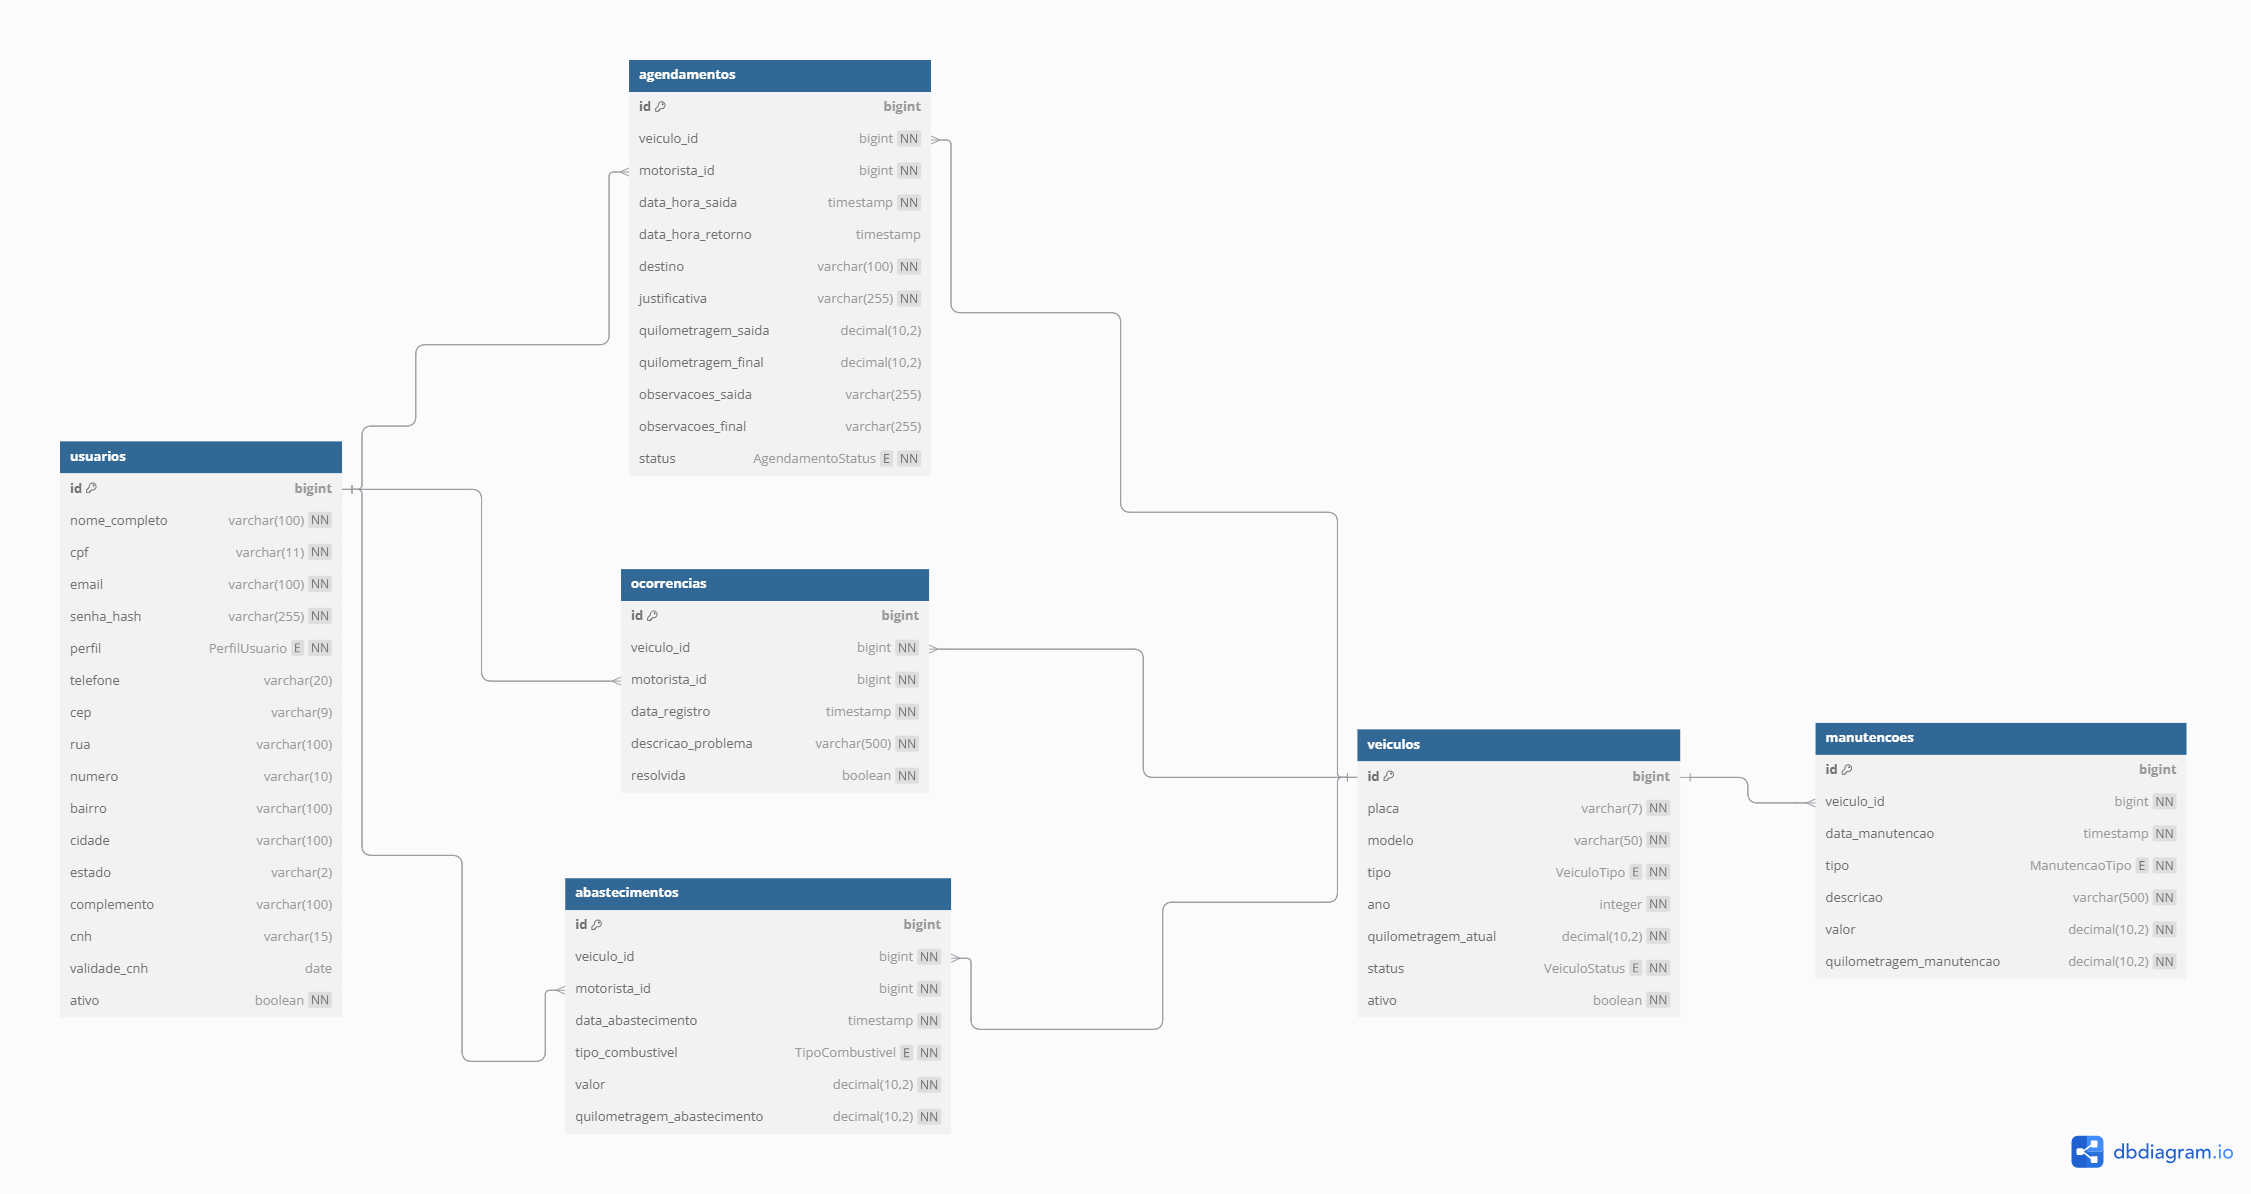 agendamentos
id bigint
veiculo_id bigint NN
motorista_id bigint NN
data_hora_saida timestamp NN
data_hora_retorno timestamp
destino varchar(100) NN
justificativa varchar(255) NN
quilometragem_saida decimal(10,2)
quilometragem_final decimal(10,2)
observacoes_saida varchar(255)
observacoes_final varchar(255)
status AgendamentoStatus E NN
usuarios
id bigint
nome_completo varchar(100) NN
cpf varchar(11) NN
email varchar(100) NN
senha_hash varchar(255) NN
perfil PerfilUsuario E NN
telefone varchar(20)
cep varchar(9)
rua varchar(100)
numero varchar(10)
bairro varchar(100)
cidade varchar(100)
estado varchar(2)
complemento varchar(100)
cnh varchar(15)
validade_cnh date
ativo boolean NN
ocorrencias
id bigint
veiculo_id bigint NN
motorista_id bigint NN
data_registro timestamp NN
descricao_problema varchar(500) NN
resolvida boolean NN
abastecimentos
id bigint
veiculo_id bigint NN
motorista_id bigint NN
data_abastecimento timestamp NN
tipo_combustivel TipoCombustivel E NN
valor decimal(10,2) NN
quilometragem_abastecimento decimal(10,2) NN
veiculos
id bigint
placa varchar(7) NN
modelo varchar(50) NN
tipo VeiculoTipo E NN
ano integer NN
quilometragem_atual decimal(10,2) NN
status VeiculoStatus E NN
ativo boolean NN
manutencoes
id bigint
veiculo_id bigint NN
data_manutencao timestamp NN
tipo ManutencaoTipo E NN
descricao varchar(500) NN
valor decimal(10,2) NN
quilometragem_manutencao decimal(10,2) NN
dbdiagram.io